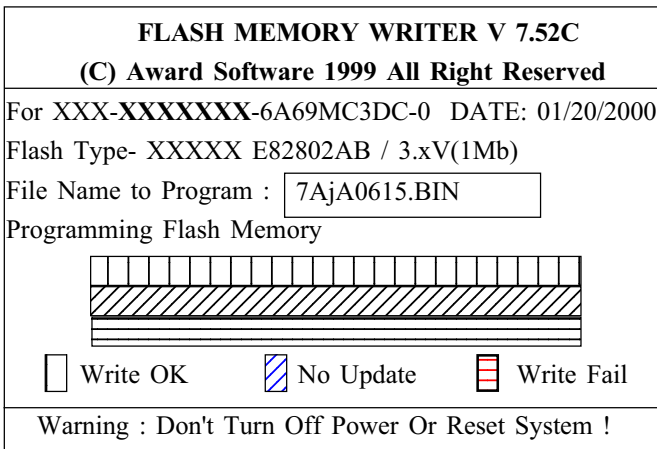 FLASH MEMORY WRITER V 7.52C
(C) Award Software 1999 All Right Reserved
For XXX-XXXXXXX-6A69MC3DC-0 DATE: 01/20/2000
Flash Type- XXXXX E82802AB / 3.xV(1Mb)
File Name to Program : 7AjA0615.BIN
Programming Flash Memory
Write OK No Update Write Fail
Warning : Don't Turn Off Power Or Reset System !